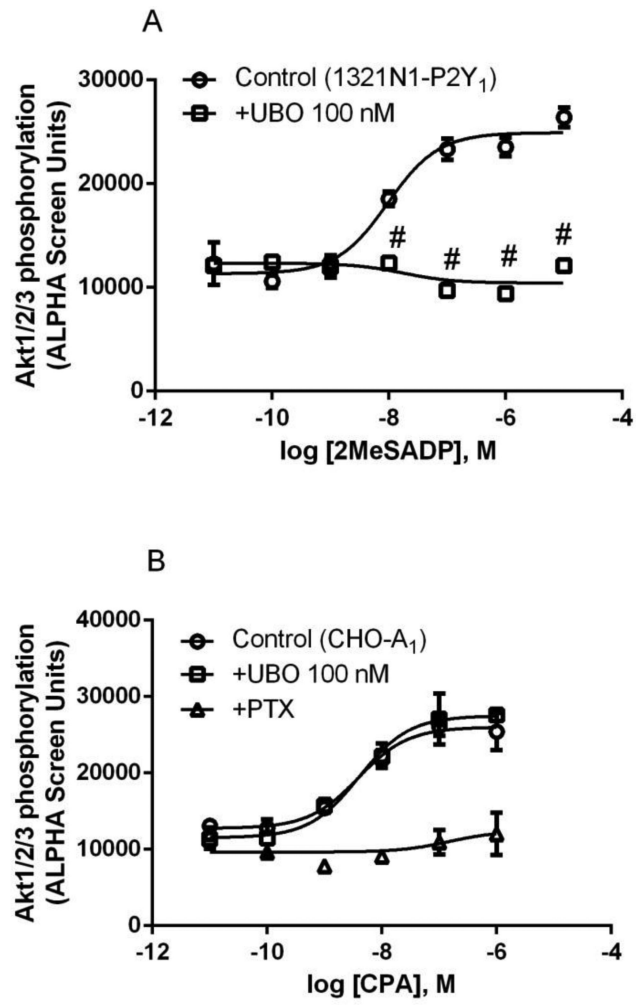 A
30000
20000
10000
0
Control (1321N1-P2Y₁)
+UBO 100 nM
# # # #
Akt1/2/3 phosphorylation
(ALPHA Screen Units)
-12 -10 -8 -6 -4
log [2MeSADP], M
B
40000
30000
20000
10000
0
Control (CHO-A₁)
+UBO 100 nM
+PTX
Akt1/2/3 phosphorylation
(ALPHA Screen Units)
-12 -10 -8 -6 -4
log [CPA], M